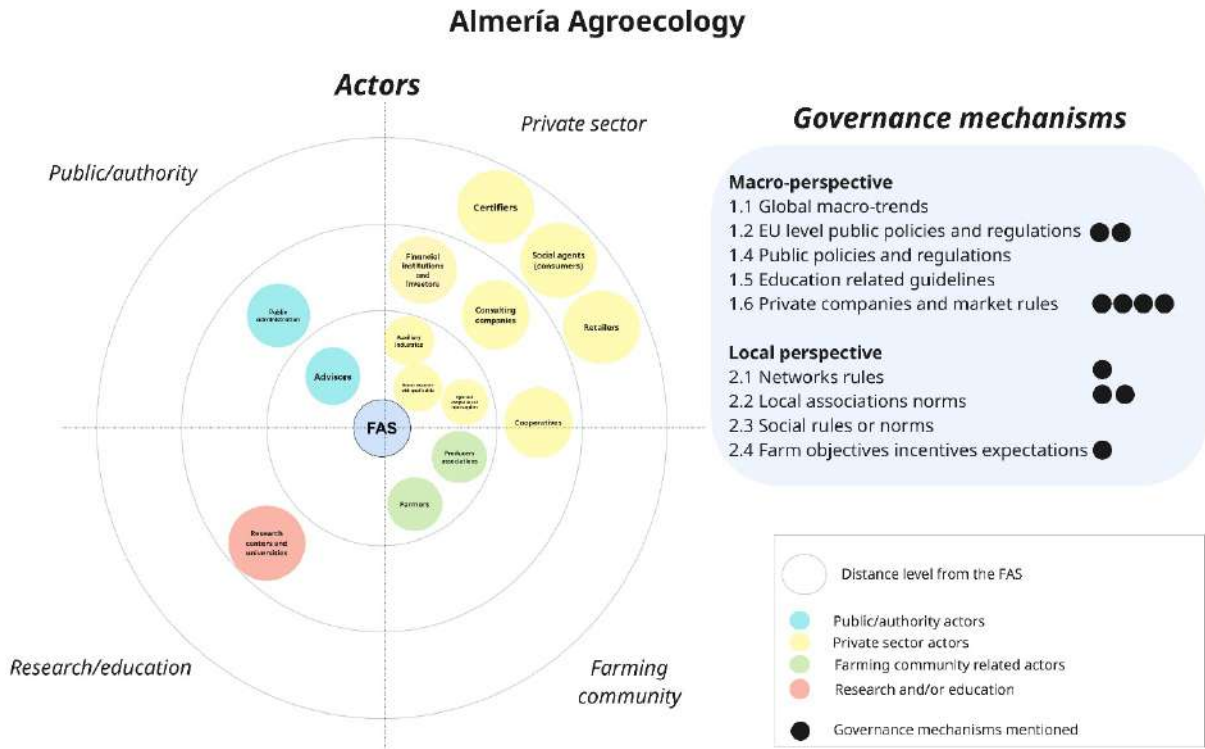 Almería Agroecology
Actors
Private sector
Public/authority
Certifiers
Social agents
(consumers)
Financial
institutions
and
investors
Consulting
companies
Retailers
Public
administration
Auxiliary
industries
Advisors
Cooperatives
FAS
Producers
associations
Farmers
Research
centers and
universities
Research/education
Farming
community
Governance mechanisms
Macro-perspective
1.1 Global macro-trends
1.2 EU level public policies and regulations
1.4 Public policies and regulations
1.5 Education related guidelines
1.6 Private companies and market rules
Local perspective
2.1 Networks rules
2.2 Local associations norms
2.3 Social rules or norms
2.4 Farm objectives incentives expectations
Distance level from the FAS
Public/authority actors
Private sector actors
Farming community related actors
Research and/or education
Governance mechanisms mentioned